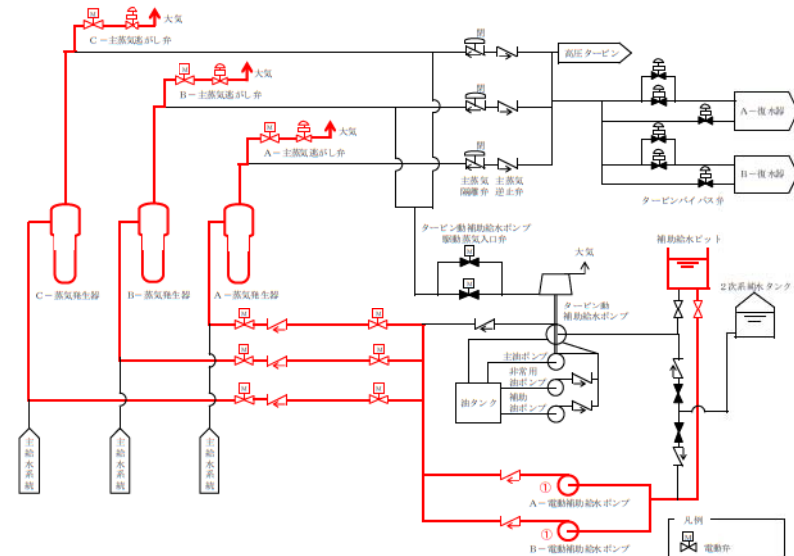 大気
M
C-主蒸気逃がし弁
閉
高圧タービン
大気
M
B-主蒸気逃がし弁
閉
A-復水器
大気
M
A-主蒸気逃がし弁
閉
B-復水器
主蒸気
隔離弁
主蒸気
逆止弁
タービンバイパス弁
タービン動補助給水ポンプ
駆動蒸気入口弁
M
大気
補助給水ピット
C-蒸気発生器
B-蒸気発生器
A-蒸気発生器
M
2次系補水タンク
タービン動
補助給水ポンプ
M
M
M
M
主油ポンプ
M
M
非常用
油ポンプ
油タンク
補助
油ポンプ
主給水系統
主給水系統
主給水系統
①
A-電動補助給水ポンプ
①
B-電動補助給水ポンプ
凡例
M
電動弁